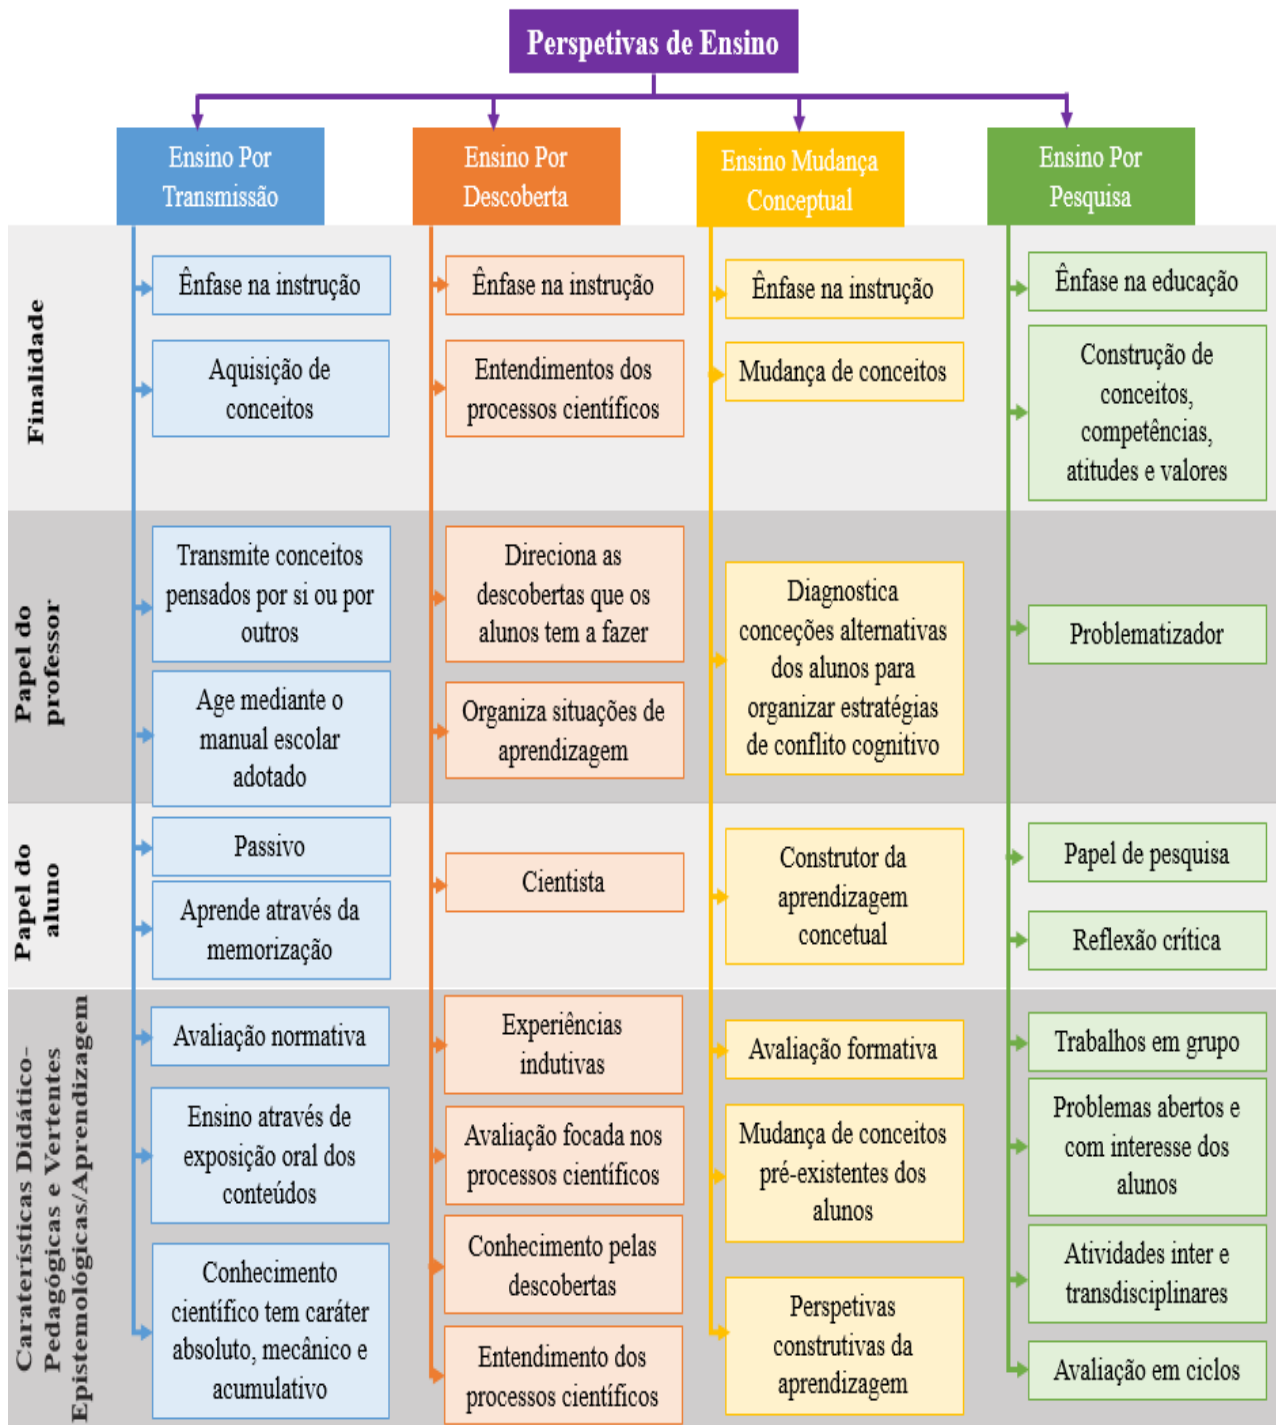 Perspetivas de Ensino
Ensino Por
Transmissão
Ensino Por
Descoberta
Ensino Mudança
Conceptual
Ensino Por
Pesquisa
Finalidade
Ênfase na instrução
Aquisição de
conceitos
Ênfase na instrução
Entendimentos dos
processos científicos
Ênfase na instrução
Mudança de conceitos
Ênfase na educação
Construção de
conceitos,
competências,
atitudes e valores
Papel do
professor
Transmite conceitos
pensados por si ou por
outros
Age mediante o
manual escolar
adotado
Direciona as
descobertas que os
alunos tem a fazer
Organiza situações de
aprendizagem
Diagnostica
conceções alternativas
dos alunos para
organizar estratégias
de conflito cognitivo
Problematizador
Papel do
aluno
Passivo
Aprende através da
memorização
Cientista
Construtor da
aprendizagem
concetual
Papel de pesquisa
Reflexão crítica
Caraterísticas Didático-
Pedagógicas e Vertentes
Epistemológicas/Aprendizagem
Avaliação normativa
Ensino através de
exposição oral dos
conteúdos
Conhecimento
científico tem caráter
absoluto, mecânico e
acumulativo
Experiências
indutivas
Avaliação focada nos
processos científicos
Conhecimento pelas
descobertas
Entendimento dos
processos científicos
Avaliação formativa
Mudança de conceitos
pré-existentes dos
alunos
Perspetivas
construtivas da
aprendizagem
Trabalhos em grupo
Problemas abertos e
com interesse dos
alunos
Atividades inter e
transdisciplinares
Avaliação em ciclos